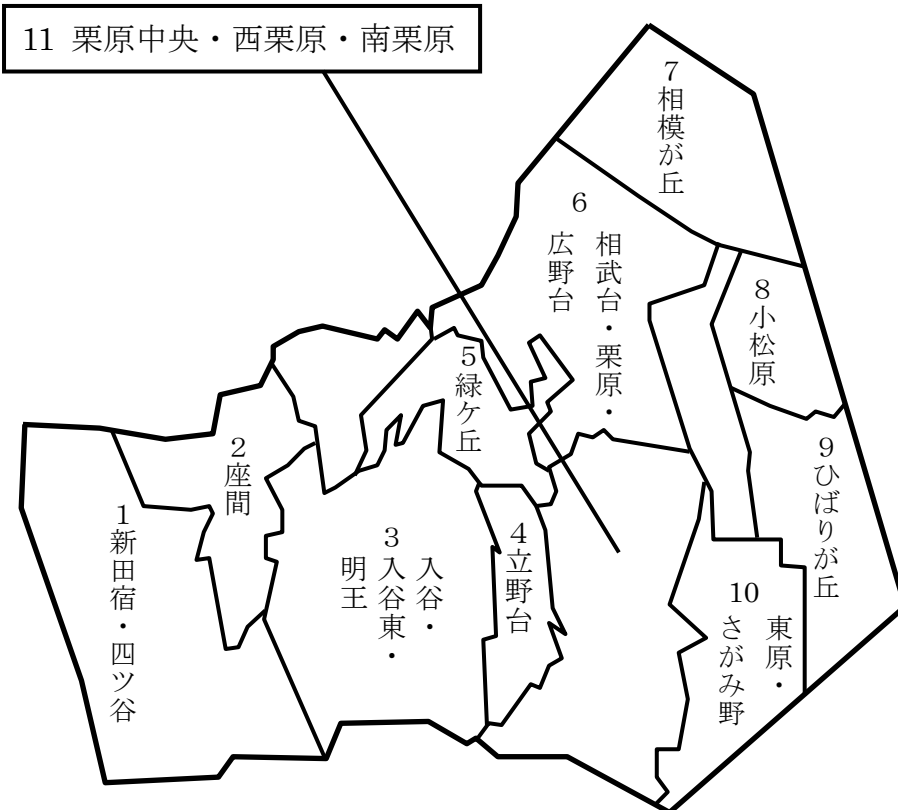 11 栗原中央・西栗原・南栗原
7相模が丘
6
相武台・栗原・
広野台
8小松原
5緑ケ丘
9ひばりが丘
2座間
1新田宿・四ツ谷
3
入谷・
入谷東・
明王
4立野台
10
東原・
さがみ野